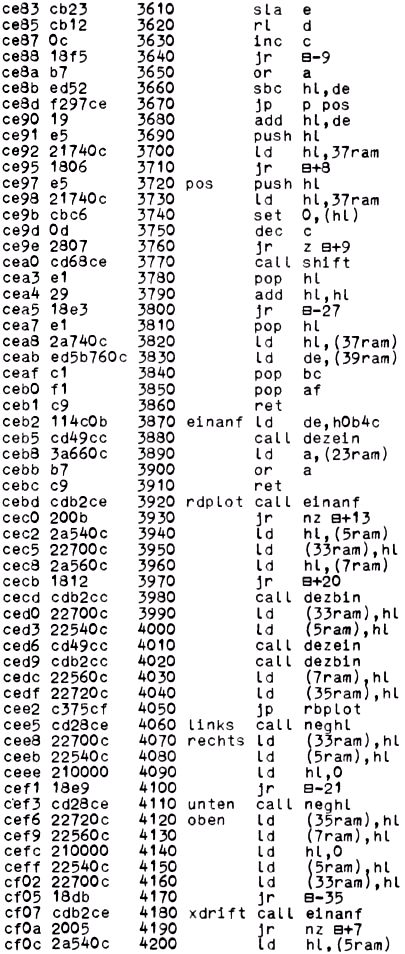 ce83 cb23 3610 sla e
ce85 cb12 3620 rl d
ce87 0c 3630 inc c
ce88 18f5 3640 jr ⊟-9
ce8a b7 3650 or a
ce8b ed52 3660 sbc hl,de
ce8d f297ce 3670 jp p pos
ce90 19 3680 add hl,de
ce91 e5 3690 push hl
ce92 21740c 3700 ld hl,37ram
ce95 1806 3710 jr ⊟+8
ce97 e5 3720 pos push hl
ce98 21740c 3730 ld hl,37ram
ce9b cbc6 3740 set 0,(hl)
ce9d 0d 3750 dec c
ce9e 2807 3760 jr z ⊟+9
cea0 cd68ce 3770 call shift
cea3 e1 3780 pop hl
cea4 29 3790 add hl,hl
cea5 18e3 3800 jr ⊟-27
cea7 e1 3810 pop hl
cea8 2a740c 3820 ld hl,(37ram)
ceab ed5b760c 3830 ld de,(39ram)
ceaf c1 3840 pop bc
ceb0 f1 3850 pop af
ceb1 c9 3860 ret
ceb2 114c0b 3870 einanf ld de,h0b4c
ceb5 cd49cc 3880 call dezein
ceb8 3a660c 3890 ld a,(23ram)
cebb b7 3900 or a
cebc c9 3910 ret
cebd cdb2ce 3920 rdplot call einanf
cec0 200b 3930 jr nz ⊟+13
cec2 2a540c 3940 ld hl,(5ram)
cec5 22700c 3950 ld (33ram),hl
cec8 2a560c 3960 ld hl,(7ram)
cecb 1812 3970 jr ⊟+20
cecd cdb2cc 3980 call dezbin
ced0 22700c 3990 ld (33ram),hl
ced3 22540c 4000 ld (5ram),hl
ced6 cd49cc 4010 call dezein
ced9 cdb2cc 4020 call dezbin
cedc 22560c 4030 ld (7ram),hl
cedf 22720c 4040 ld (35ram),hl
cee2 c375cf 4050 jp rbplot
cee5 cd28ce 4060 links call neghl
cee8 22700c 4070 rechts ld (33ram),hl
ceeb 22540c 4080 ld (5ram),hl
ceee 210000 4090 ld hl,0
cef1 18e9 4100 jr ⊟-21
cef3 cd28ce 4110 unten call neghl
cef6 22720c 4120 oben ld (35ram),hl
cef9 22560c 4130 ld (7ram),hl
cefc 210000 4140 ld hl,0
ceff 22540c 4150 ld (5ram),hl
cf02 22700c 4160 ld (33ram),hl
cf05 18db 4170 jr ⊟-35
cf07 cdb2ce 4180 xdrift call einanf
cf0a 2005 4190 jr nz ⊟+7
cf0c 2a540c 4200 ld hl,(5ram)